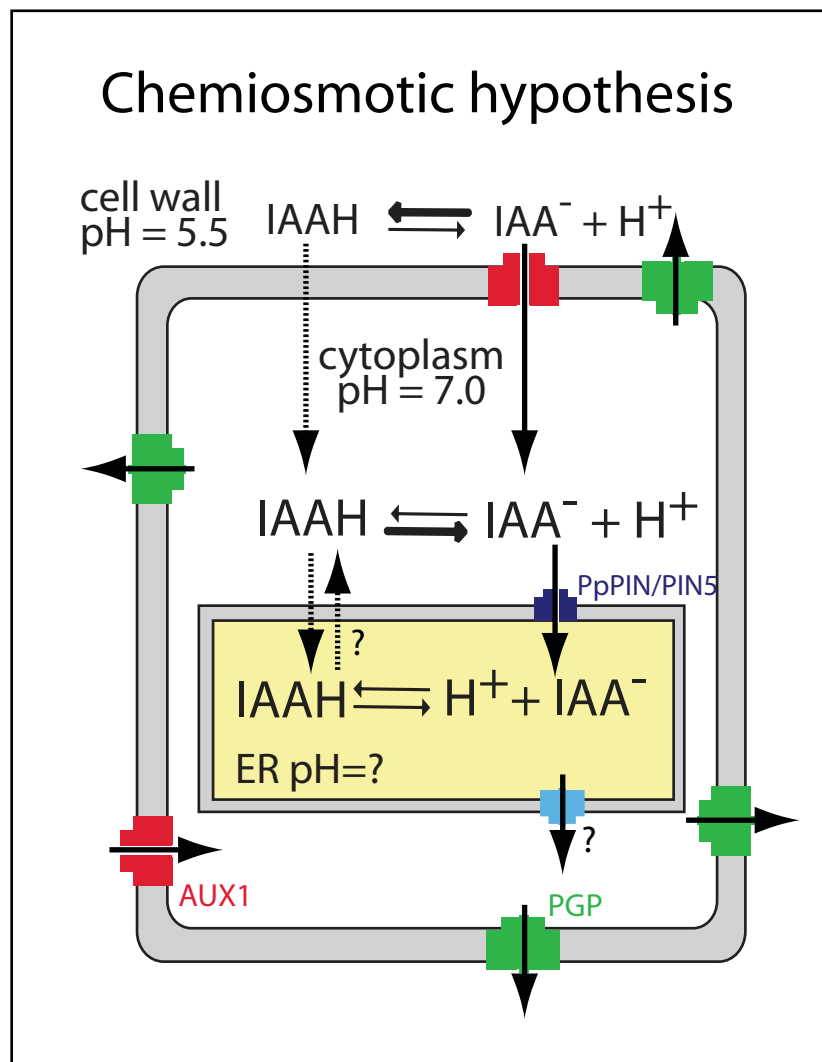 Chemiosmotic hypothesis
cell wall
pH = 5.5
IAAH IAA⁻ + H⁺
cytoplasm
pH = 7.0
IAAH IAA⁻ + H⁺
PpPIN/PIN5
?
IAAH H⁺ + IAA⁻
ER pH=?
?
AUX1
PGP